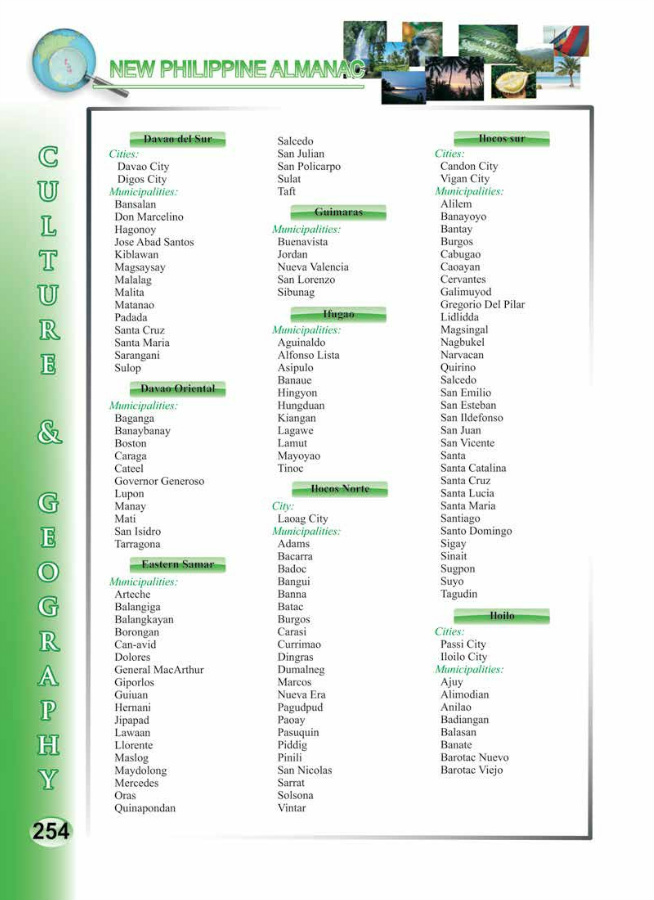 NEW PHILIPPINE ALMANAC
CULTURE & GEOGRAPHY
Davao del Sur
Cities:
Davao City
Digos City
Municipalities:
Bansalan
Don Marcelino
Hagonoy
Jose Abad Santos
Kiblawan
Magsaysay
Malalag
Malita
Matanao
Padada
Santa Cruz
Santa Maria
Sarangani
Sulop
Davao Oriental
Municipalities:
Baganga
Banaybanay
Boston
Caraga
Cateel
Governor Generoso
Lupon
Manay
Mati
San Isidro
Tarragona
Eastern Samar
Municipalities:
Arteche
Balangiga
Balangkayan
Borongan
Can-avid
Dolores
General MacArthur
Giporlos
Guiuan
Hernani
Jipapad
Lawaan
Llorente
Maslog
Maydolong
Mercedes
Oras
Quinapondan
Salcedo
San Julian
San Policarpo
Sulat
Taft
Guimaras
Municipalities:
Buenavista
Jordan
Nueva Valencia
San Lorenzo
Sibunag
Ifugao
Municipalities:
Aguinaldo
Alfonso Lista
Asipulo
Banaue
Hingyon
Hungduan
Kiangan
Lagawe
Lamut
Mayoyao
Tinoc
Ilocos Norte
City:
Laoag City
Municipalities:
Adams
Bacarra
Badoc
Bangui
Banna
Batac
Burgos
Carasi
Currimao
Dingras
Dumalneg
Marcos
Nueva Era
Pagudpud
Paoay
Pasuquin
Piddig
Pinili
San Nicolas
Sarrat
Solsona
Vintar
Ilocos sur
Cities:
Candon City
Vigan City
Municipalities:
Alilem
Banayoyo
Bantay
Burgos
Cabugao
Caoayan
Cervantes
Galimuyod
Gregorio Del Pilar
Lidlidda
Magsingal
Nagbukel
Narvacan
Quirino
Salcedo
San Emilio
San Esteban
San Ildefonso
San Juan
San Vicente
Santa
Santa Catalina
Santa Cruz
Santa Lucia
Santa Maria
Santiago
Santo Domingo
Sigay
Sinait
Sugpon
Suyo
Tagudin
Iloilo
Cities:
Passi City
Iloilo City
Municipalities:
Ajuy
Alimodian
Anilao
Badiangan
Balasan
Banate
Barotac Nuevo
Barotac Viejo
254